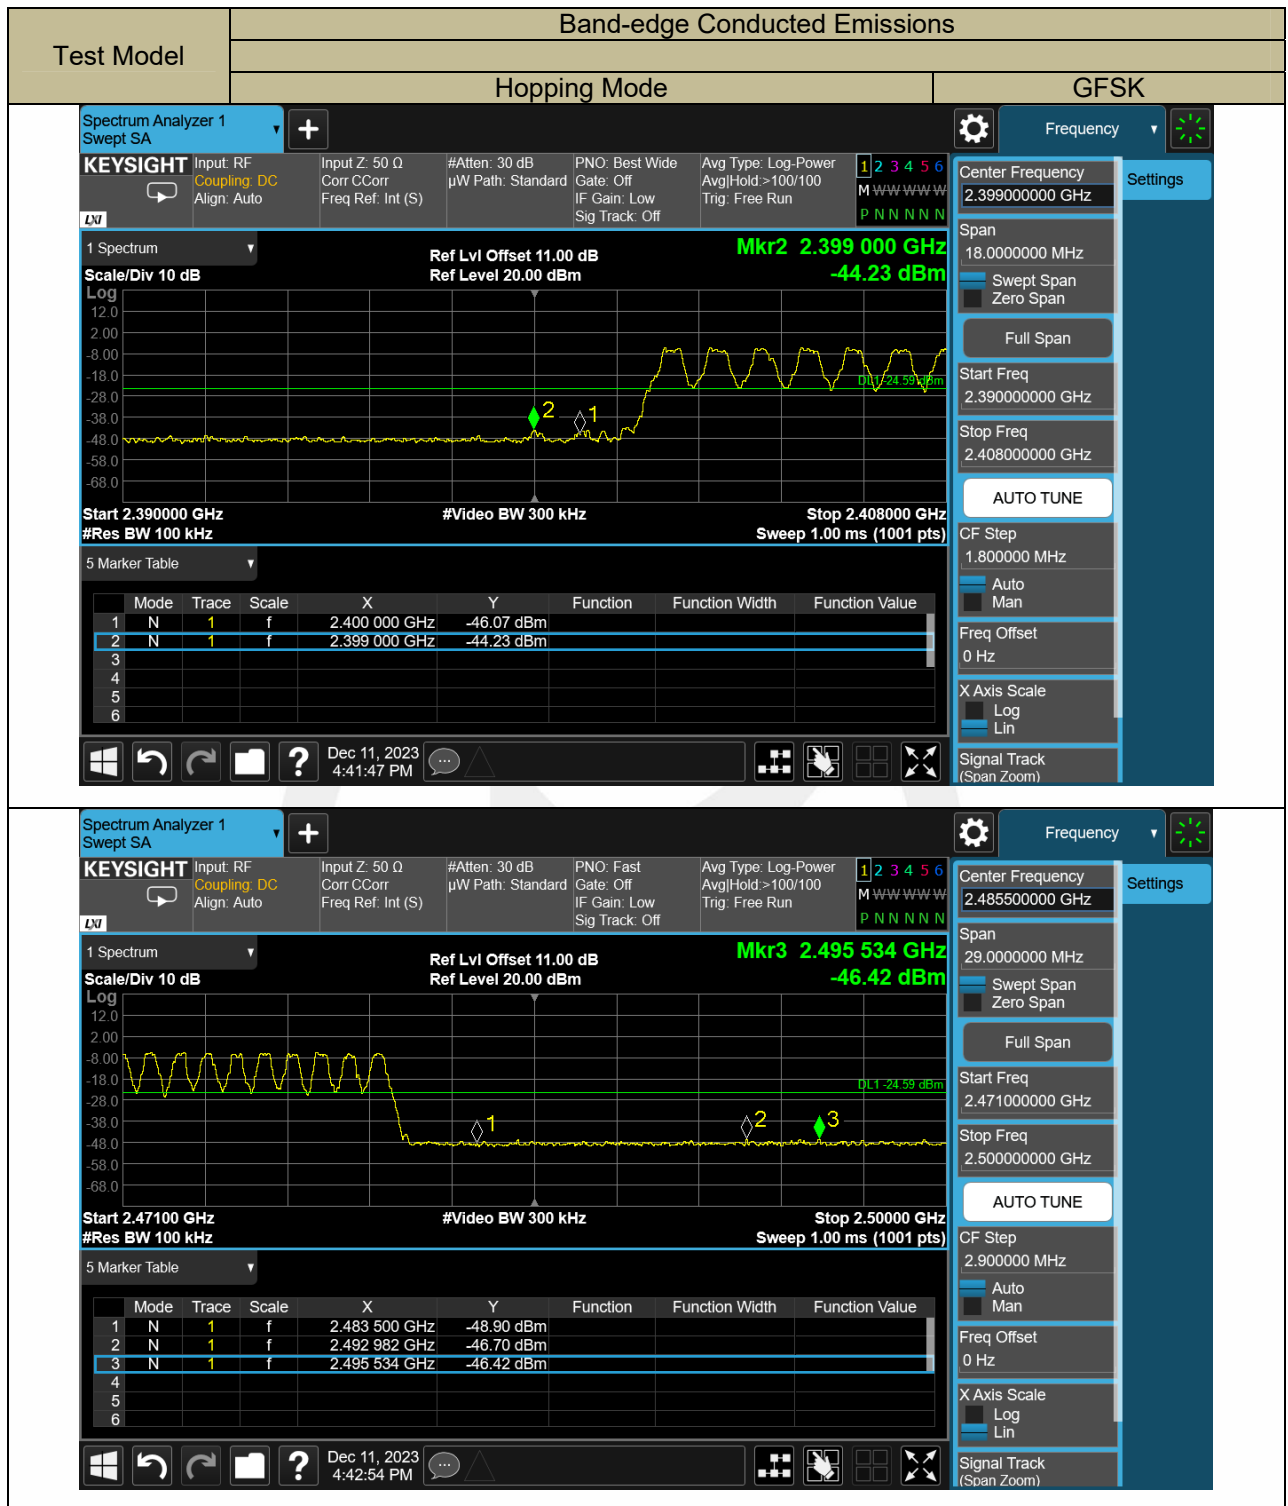 Test Model
Band-edge Conducted Emissions
Hopping Mode GFSK
Spectrum Analyzer 1
Swept SA
Frequency
KEYSIGHT
LXI
Input: RF
Coupling: DC
Align: Auto
Input Z: 50 Ω
Corr CCorr
Freq Ref: Int (S)
#Atten: 30 dB
µW Path: Standard
PNO: Best Wide
Gate: Off
IF Gain: Low
Sig Track: Off
Avg Type: Log-Power
Avg|Hold:>100/100
Trig: Free Run
1 2 3 4 5 6
M W W W W W
P N N N N N
Center Frequency
2.399000000 GHz
Settings
Span
18.0000000 MHz
Swept Span
Zero Span
Full Span
Start Freq
2.390000000 GHz
Stop Freq
2.408000000 GHz
AUTO TUNE
CF Step
1.800000 MHz
Auto
Man
Freq Offset
0 Hz
X Axis Scale
Log
Lin
Signal Track
(Span Zoom)
1 Spectrum
Scale/Div 10 dB
Ref Lvl Offset 11.00 dB
Ref Level 20.00 dBm
Mkr2 2.399 000 GHz
-44.23 dBm
Log
12.0
2.00
-8.00
-18.0
-28.0
-38.0
-48.0
-58.0
-68.0
DL1 -24.59 dBm
2
1
Start 2.390000 GHz
#Res BW 100 kHz
#Video BW 300 kHz
Stop 2.408000 GHz
Sweep 1.00 ms (1001 pts)
5 Marker Table
Mode Trace Scale X Y Function Function Width Function Value
1 N 1 f 2.400 000 GHz -46.07 dBm
2 N 1 f 2.399 000 GHz -44.23 dBm
3
4
5
6
?
Dec 11, 2023
4:41:47 PM
Spectrum Analyzer 1
Swept SA
Frequency
KEYSIGHT
LXI
Input: RF
Coupling: DC
Align: Auto
Input Z: 50 Ω
Corr CCorr
Freq Ref: Int (S)
#Atten: 30 dB
µW Path: Standard
PNO: Fast
Gate: Off
IF Gain: Low
Sig Track: Off
Avg Type: Log-Power
Avg|Hold:>100/100
Trig: Free Run
1 2 3 4 5 6
M W W W W W
P N N N N N
Center Frequency
2.485500000 GHz
Settings
Span
29.0000000 MHz
Swept Span
Zero Span
Full Span
Start Freq
2.471000000 GHz
Stop Freq
2.500000000 GHz
AUTO TUNE
CF Step
2.900000 MHz
Auto
Man
Freq Offset
0 Hz
X Axis Scale
Log
Lin
Signal Track
(Span Zoom)
1 Spectrum
Scale/Div 10 dB
Ref Lvl Offset 11.00 dB
Ref Level 20.00 dBm
Mkr3 2.495 534 GHz
-46.42 dBm
Log
12.0
2.00
-8.00
-18.0
-28.0
-38.0
-48.0
-58.0
-68.0
DL1 -24.59 dBm
1
2
3
Start 2.47100 GHz
#Res BW 100 kHz
#Video BW 300 kHz
Stop 2.50000 GHz
Sweep 1.00 ms (1001 pts)
5 Marker Table
Mode Trace Scale X Y Function Function Width Function Value
1 N 1 f 2.483 500 GHz -48.90 dBm
2 N 1 f 2.492 982 GHz -46.70 dBm
3 N 1 f 2.495 534 GHz -46.42 dBm
4
5
6
?
Dec 11, 2023
4:42:54 PM